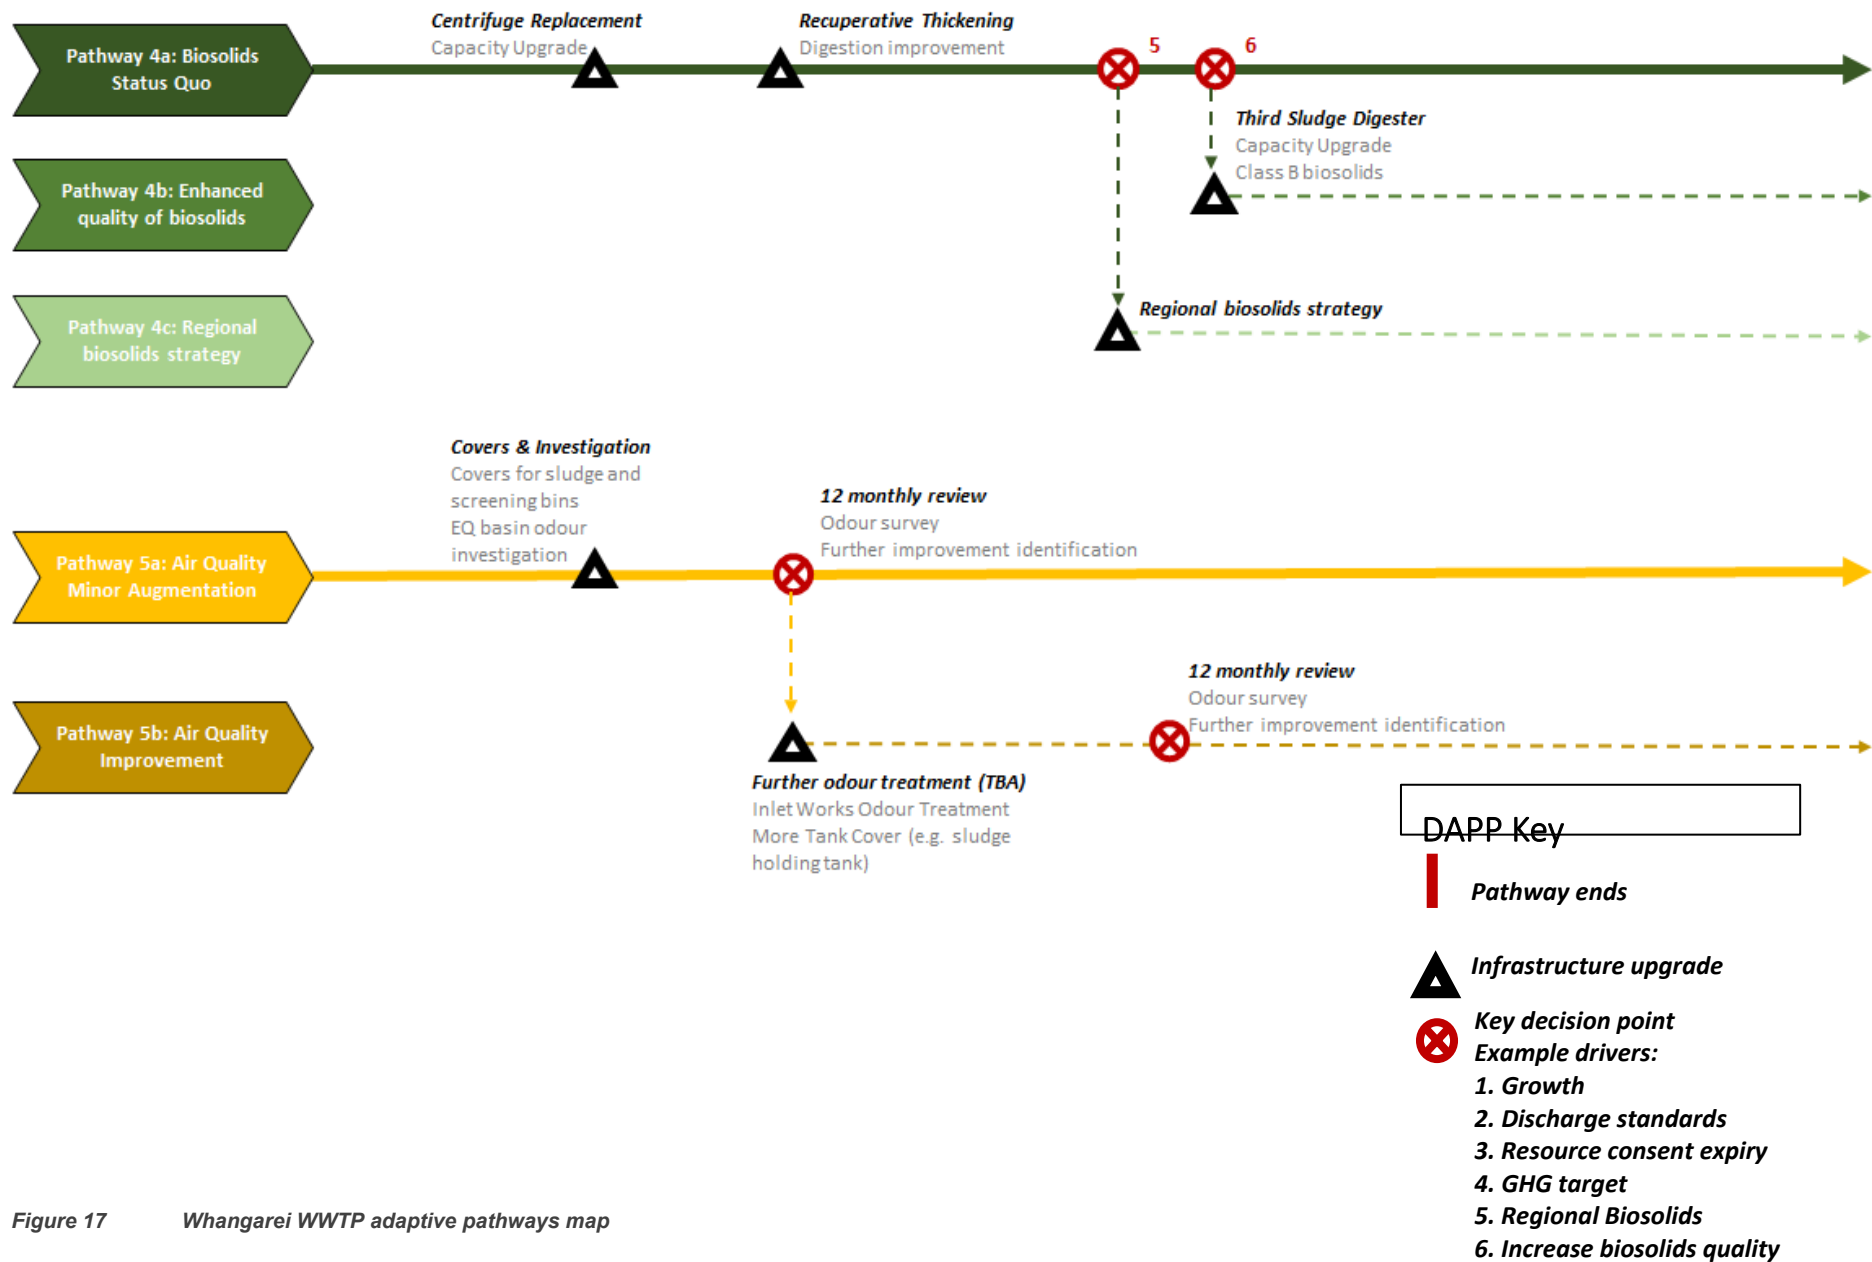 Centrifuge Replacement
Capacity Upgrade
Recuperative Thickening
Digestion improvement
5
6
Pathway 4a: Biosolids
Status Quo
Third Sludge Digester
Capacity Upgrade
Class B biosolids
Pathway 4b: Enhanced
quality of biosolids
Regional biosolids strategy
Pathway 4c: Regional
biosolids strategy
Covers & Investigation
Covers for sludge and
screening bins
EQ basin odour
investigation
12 monthly review
Odour survey
Further improvement identification
Pathway 5a: Air Quality
Minor Augmentation
12 monthly review
Odour survey
Further improvement identification
Pathway 5b: Air Quality
Improvement
Further odour treatment (TBA)
Inlet Works Odour Treatment
More Tank Cover (e.g. sludge
holding tank)
DAPP Key
Pathway ends
Infrastructure upgrade
Key decision point
Example drivers:
1. Growth
2. Discharge standards
3. Resource consent expiry
4. GHG target
5. Regional Biosolids
6. Increase biosolids quality
Figure 17 Whangarei WWTP adaptive pathways map